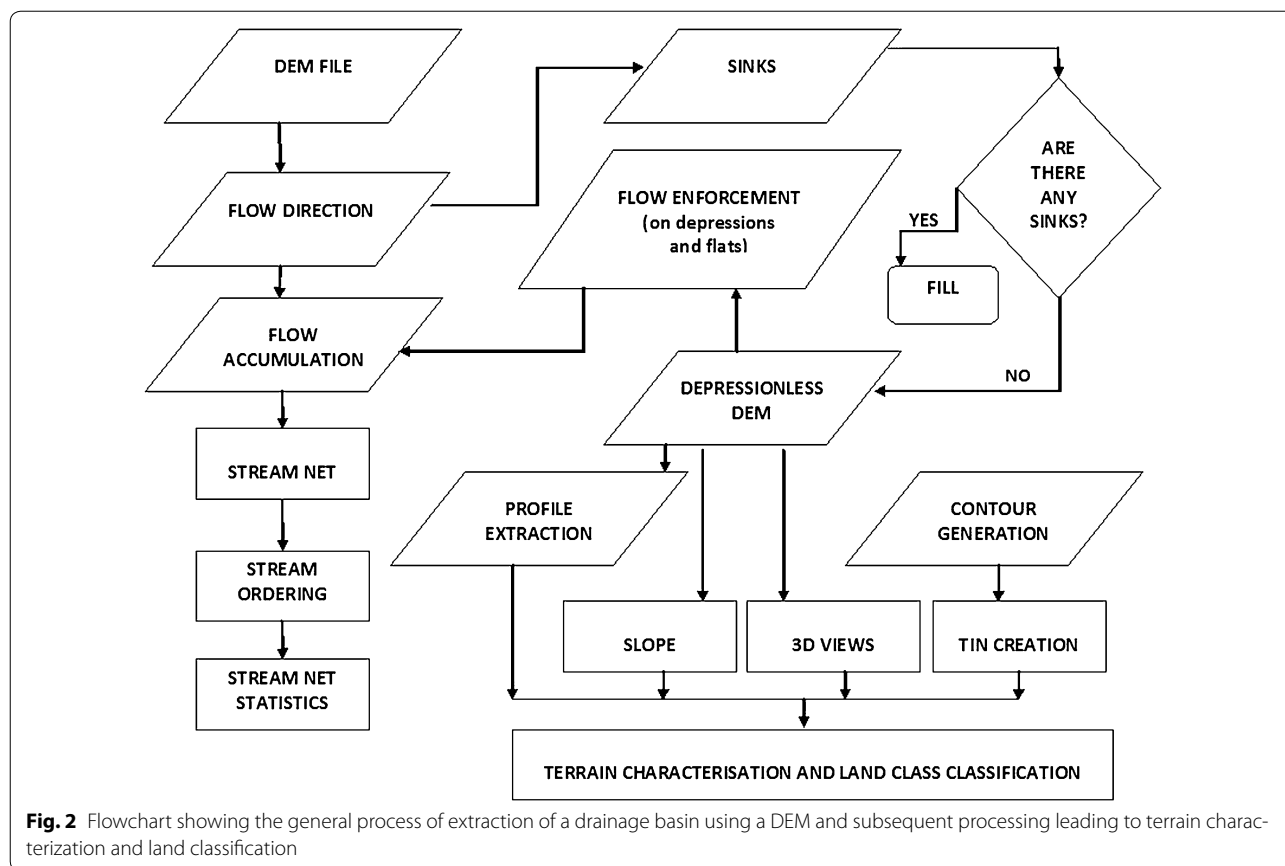 DEM FILE
SINKS
ARE
THERE
ANY
SINKS?
FLOW DIRECTION
FLOW ENFORCEMENT
(on depressions
and flats)
YES
FILL
FLOW
ACCUMULATION
NO
DEPRESSIONLESS
DEM
STREAM NET
PROFILE
EXTRACTION
CONTOUR
GENERATION
STREAM
ORDERING
SLOPE
3D VIEWS
TIN CREATION
STREAM NET
STATISTICS
TERRAIN CHARACTERISATION AND LAND CLASS CLASSIFICATION
Fig. 2 Flowchart showing the general process of extraction of a drainage basin using a DEM and subsequent processing leading to terrain charac-
terization and land classification